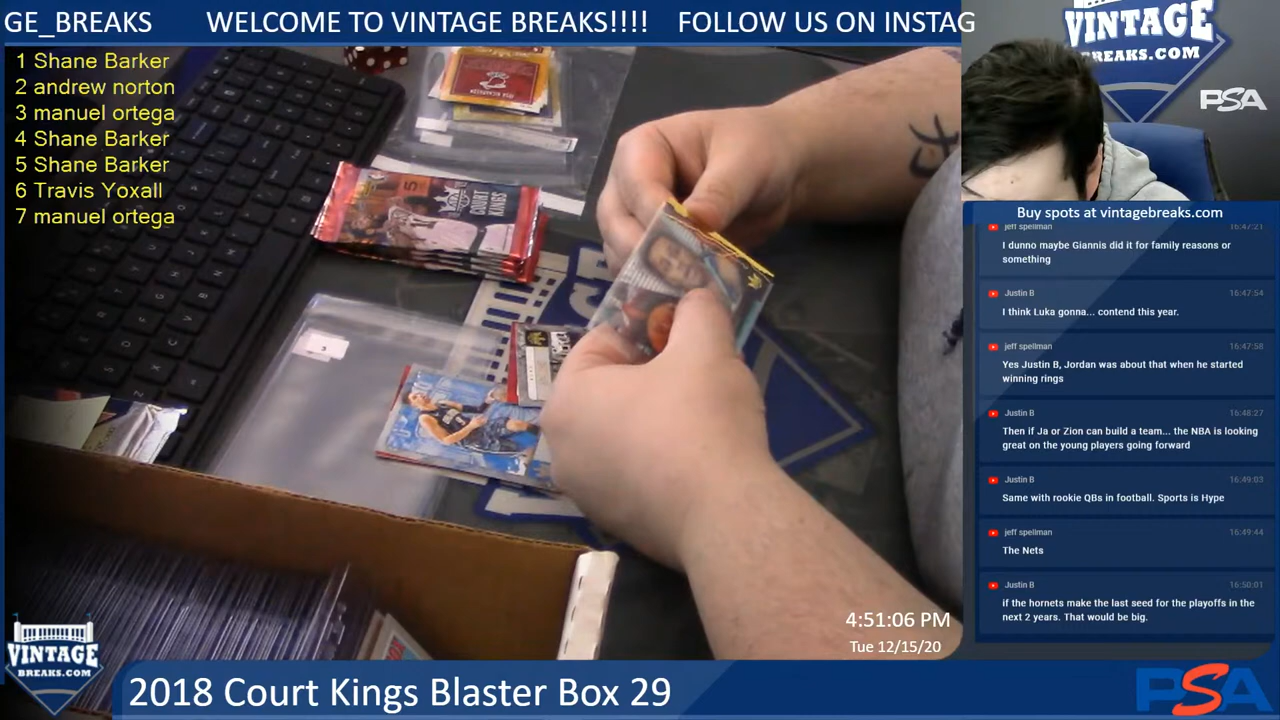 GE_BREAKS WELCOME TO VINTAGE BREAKS!!!! FOLLOW US ON INSTAG
1 Shane Barker
2 andrew norton
3 manuel ortega
4 Shane Barker
5 Shane Barker
6 Travis Yoxall
7 manuel ortega
COURT
KINGS
VINTAGE
BREAKS.COM
PSA
Buy spots at vintagebreaks.com
jeff spellman 16:47:21
I dunno maybe Giannis did it for family reasons or
something
Justin B 16:47:54
I think Luka gonna... contend this year.
jeff spellman 16:47:58
Yes Justin B, Jordan was about that when he started
winning rings
Justin B 16:48:27
Then if Ja or Zion can build a team... the NBA is looking
great on the young players going forward
Justin B 16:49:03
Same with rookie QBs in football. Sports is Hype
jeff spellman 16:49:44
The Nets
Justin B 16:50:01
if the hornets make the last seed for the playoffs in the
next 2 years. That would be big.
4:51:06 PM
Tue 12/15/20
VINTAGE
BREAKS.COM
2018 Court Kings Blaster Box 29
PSA